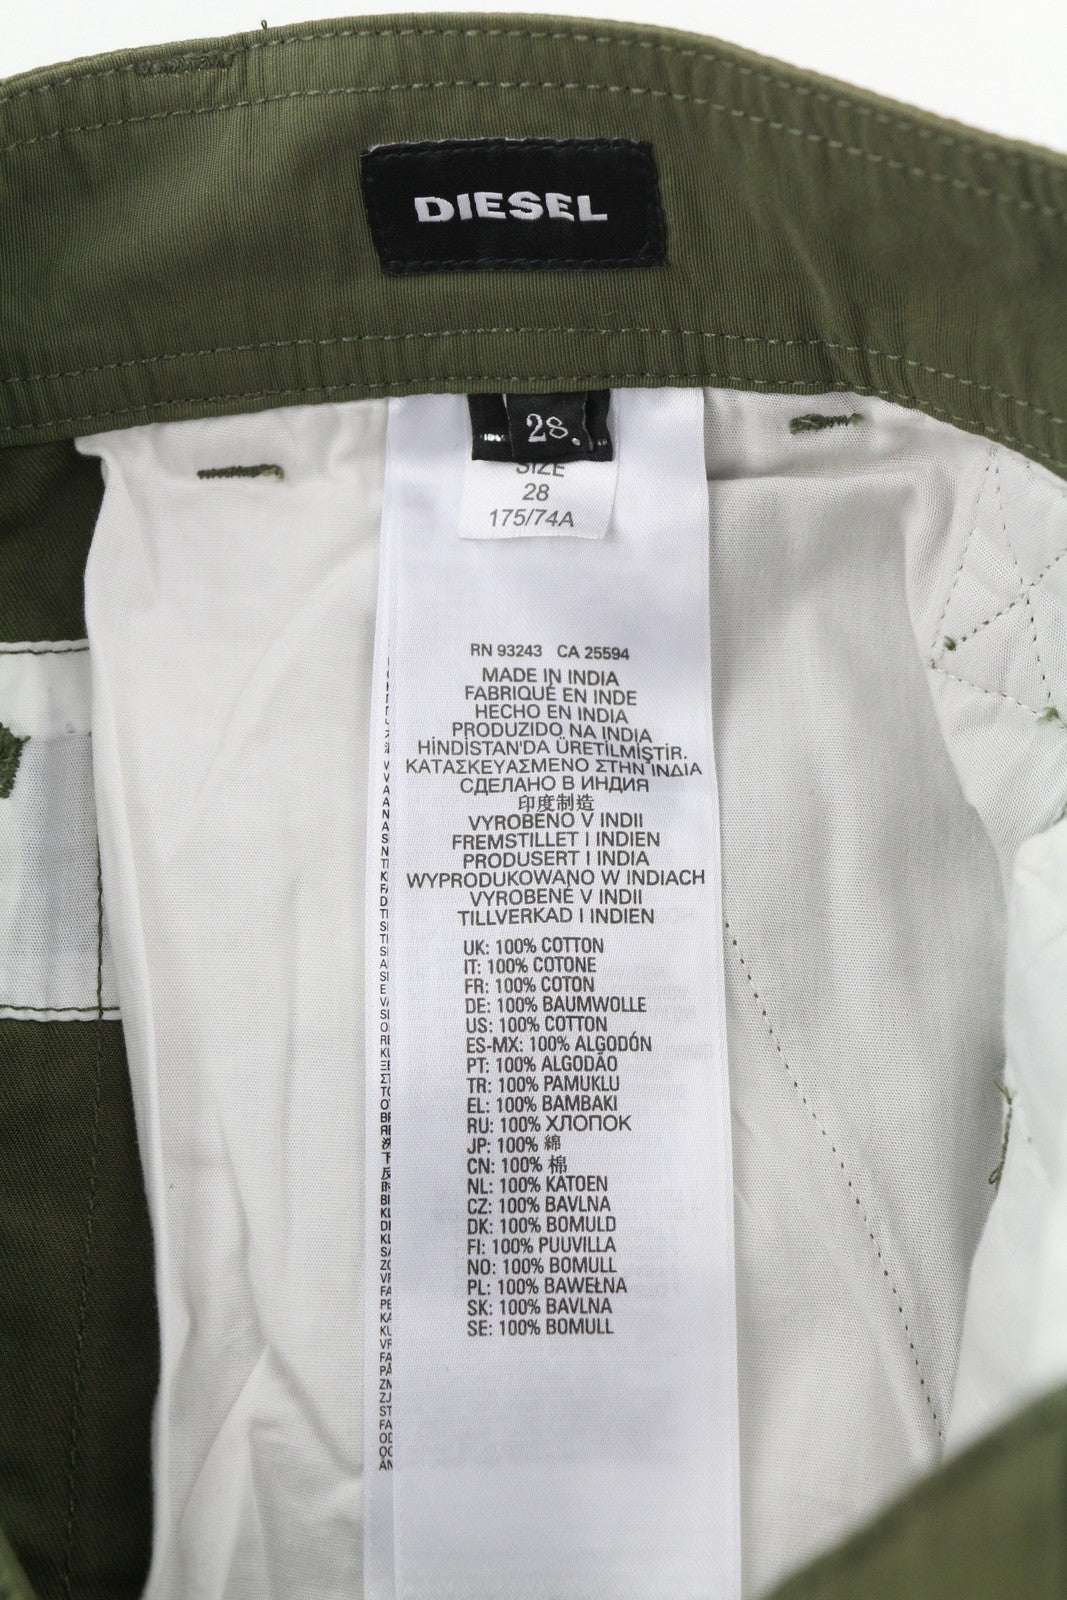 DIESEL
28
SIZE
28
175/74A
RN 93243 CA 25594
MADE IN INDIA
FABRIQUÉ EN INDE
HECHO EN INDIA
PRODUZIDO NA INDIA
HİNDİSTAN'DA ÜRETİLMİŞTİR.
ΚΑΤΑΣΚΕΥΑΣΜΕΝΟ ΣΤΗΝ ΙΝΔΙΑ
СДЕЛАНО В ИНДИЯ
印度制造
VYROBENO V INDII
FREMSTILLET I INDIEN
PRODUSERT I INDIA
WYPRODUKOWANO W INDIACH
VYROBENÉ V INDII
TILLVERKAD I INDIEN
UK: 100% COTTON
IT: 100% COTONE
FR: 100% COTON
DE: 100% BAUMWOLLE
US: 100% COTTON
ES-MX: 100% ALGODÓN
PT: 100% ALGODÃO
TR: 100% PAMUKLU
EL: 100% ΒΑΜΒΑΚΙ
RU: 100% ХЛОПОК
JP: 100% 綿
CN: 100% 棉
NL: 100% KATOEN
CZ: 100% BAVLNA
DK: 100% BOMULD
FI: 100% PUUVILLA
NO: 100% BOMULL
PL: 100% BAWEŁNA
SK: 100% BAVLNA
SE: 100% BOMULL